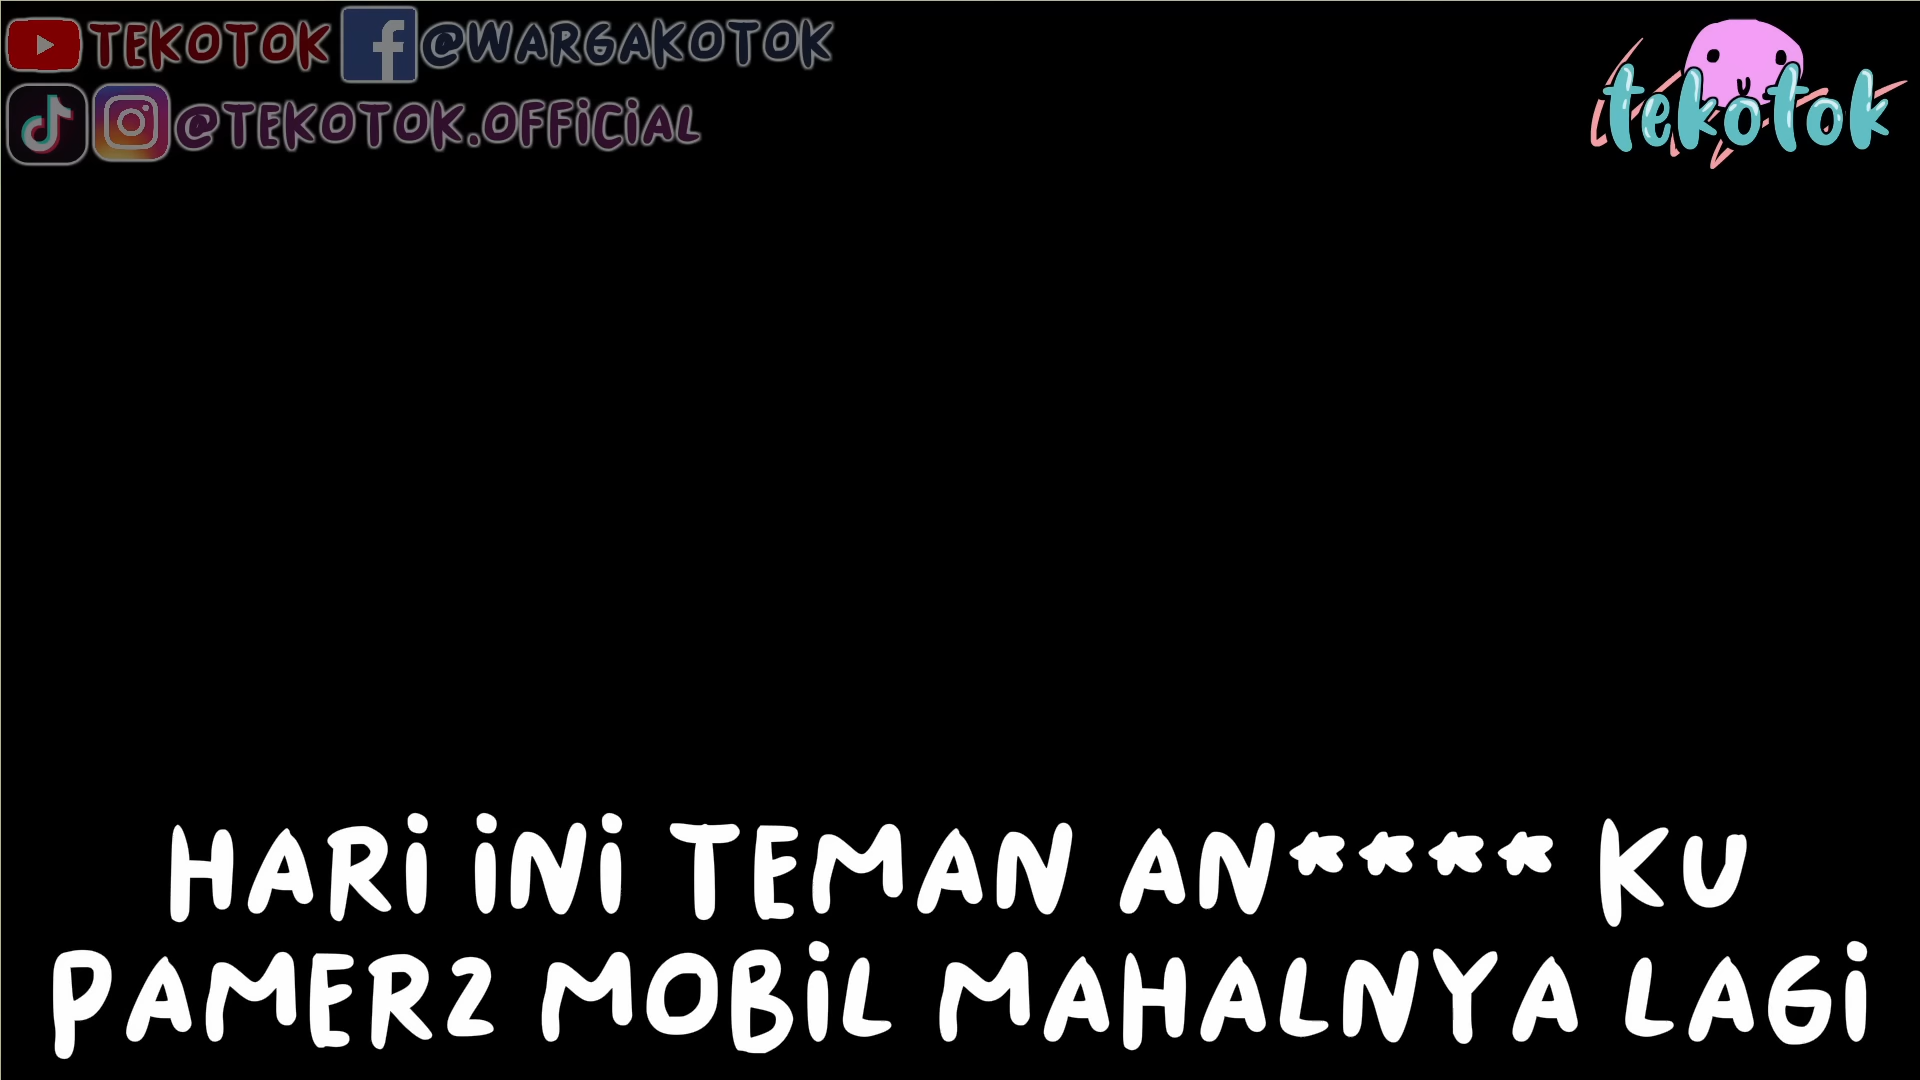 TEKOTOK @WARGAKOTOK
@TEKOTOK.OFFICIAL
tekotok
HARI INI TEMAN AN**** KU
PAMER2 MOBIL MAHALNYA LAGI